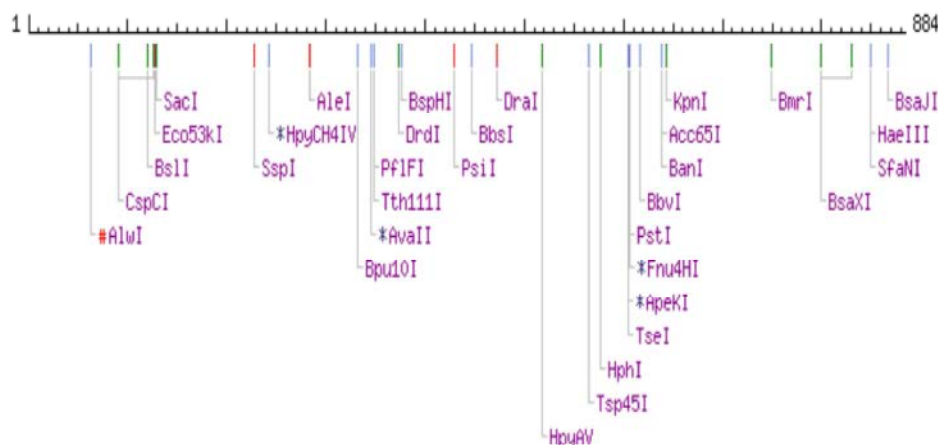 1 884
SacI AleI BspHI DraI KpnI BmrI BsaJI
Eco53kI *HpyCH4IV DrdI BbsI Acc65I HaeIII
BslI SspI PflFI PsiI BanI SfaNI
CspCI Tth111I BbvI BsaXI
#AlwI *AvaII PstI
Bpu10I *Fnu4HI
*ApeKI
TseI
HphI
Tsp45I
HpyAV